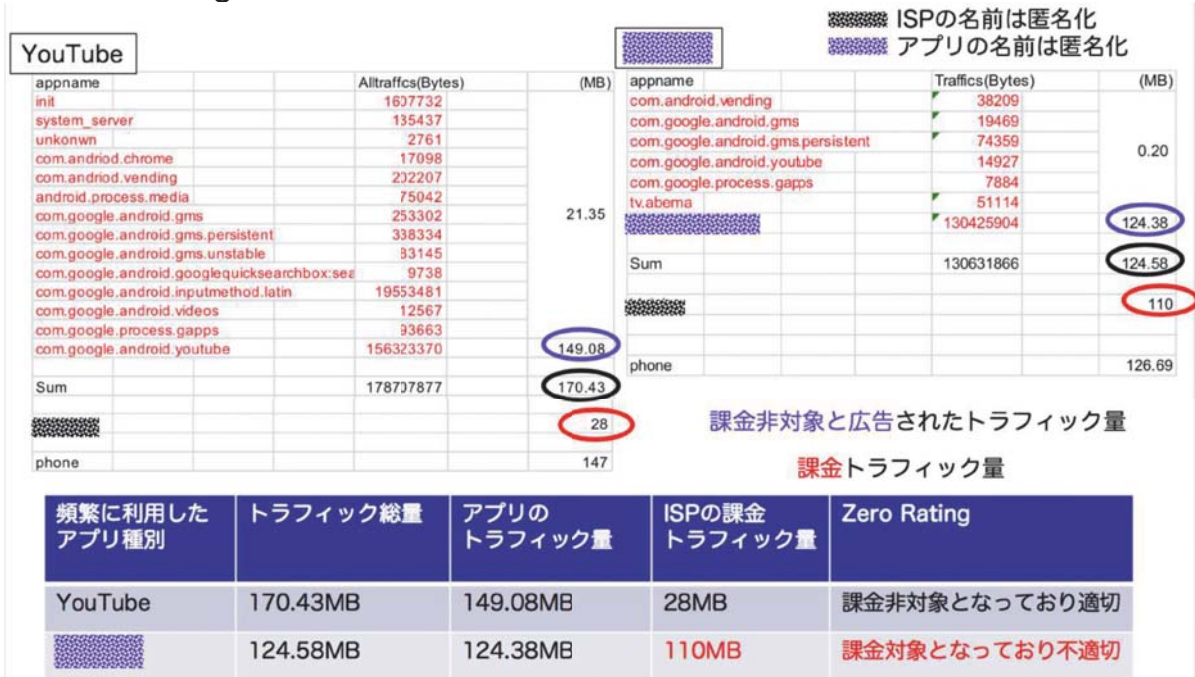 ISPの名前は匿名化
アプリの名前は匿名化
YouTube
appname Alltraffcs(Bytes) (MB)
init 1607732
system_server 135437
unkonwn 2761
com.andriod.chrome 17098
com.andriod.vending 202207
android.process.media 75042
com.google.android.gms 253302 21.35
com.google.android.gms.persistent 338334
com.google.android.gms.unstable 83145
com.google.android.googlequicksearchbox:sea 9738
com.google.android.inputmethod.latin 19553481
com.google.android.videos 12567
com.google.process.gapps 93663
com.google.android.youtube 156323370 149.08
Sum 178707877 170.43
28
phone 147
appname Traffics(Bytes) (MB)
com.android.vending 38209
com.google.android.gms 19469
com.google.android.gms.persistent 74359
com.google.android.youtube 14927 0.20
com.google.process.gapps 7884
tv.abema 51114
130425904 124.38
Sum 130631866 124.58
110
phone 126.69
課金非対象と広告されたトラフィック量
課金トラフィック量
頻繁に利用した トラフィック総量 アプリの ISPの課金 Zero Rating
アプリ種別 トラフィック量 トラフィック量
YouTube 170.43MB 149.08MB 28MB 課金非対象となっており適切
124.58MB 124.38MB 110MB 課金対象となっており不適切